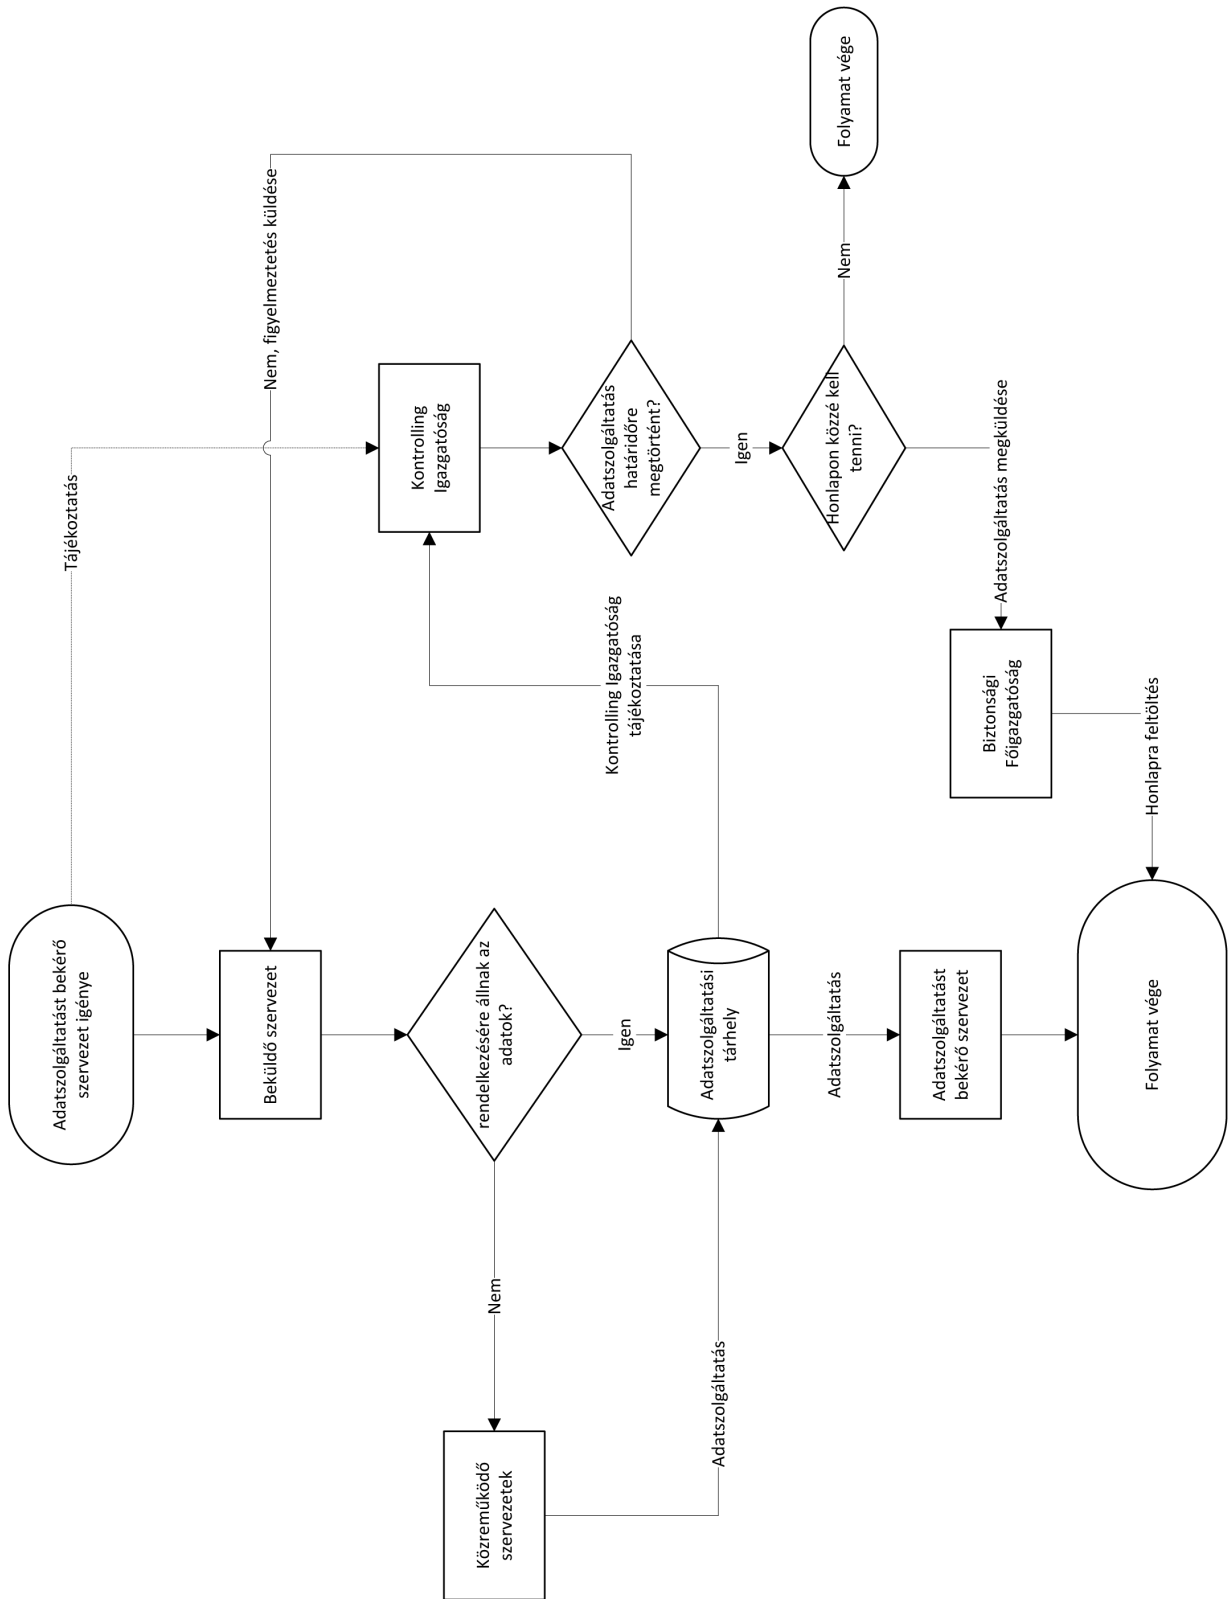 Adatszolgáltatást bekérő
szervezet igénye
Tájékoztatás
Beküldő szervezet
Nem, figyelmeztetés küldése
rendelkezésére állnak az
adatok?
Nem
Igen
Közreműködő
szervezetek
Adatszolgáltatás
Adatszolgáltatási
tárhely
Kontrolling Igazgatóság
tájékoztatása
Kontrolling
Igazgatóság
Adatszolgáltatás
határidőre
megtörtént?
Igen
Honlapon közzé kell
tenni?
Nem
Folyamat vége
Adatszolgáltatás megküldése
Biztonsági
Főigazgatóság
Honlapra feltöltés
Adatszolgáltatás
Adatszolgáltatást
bekérő szervezet
Folyamat vége